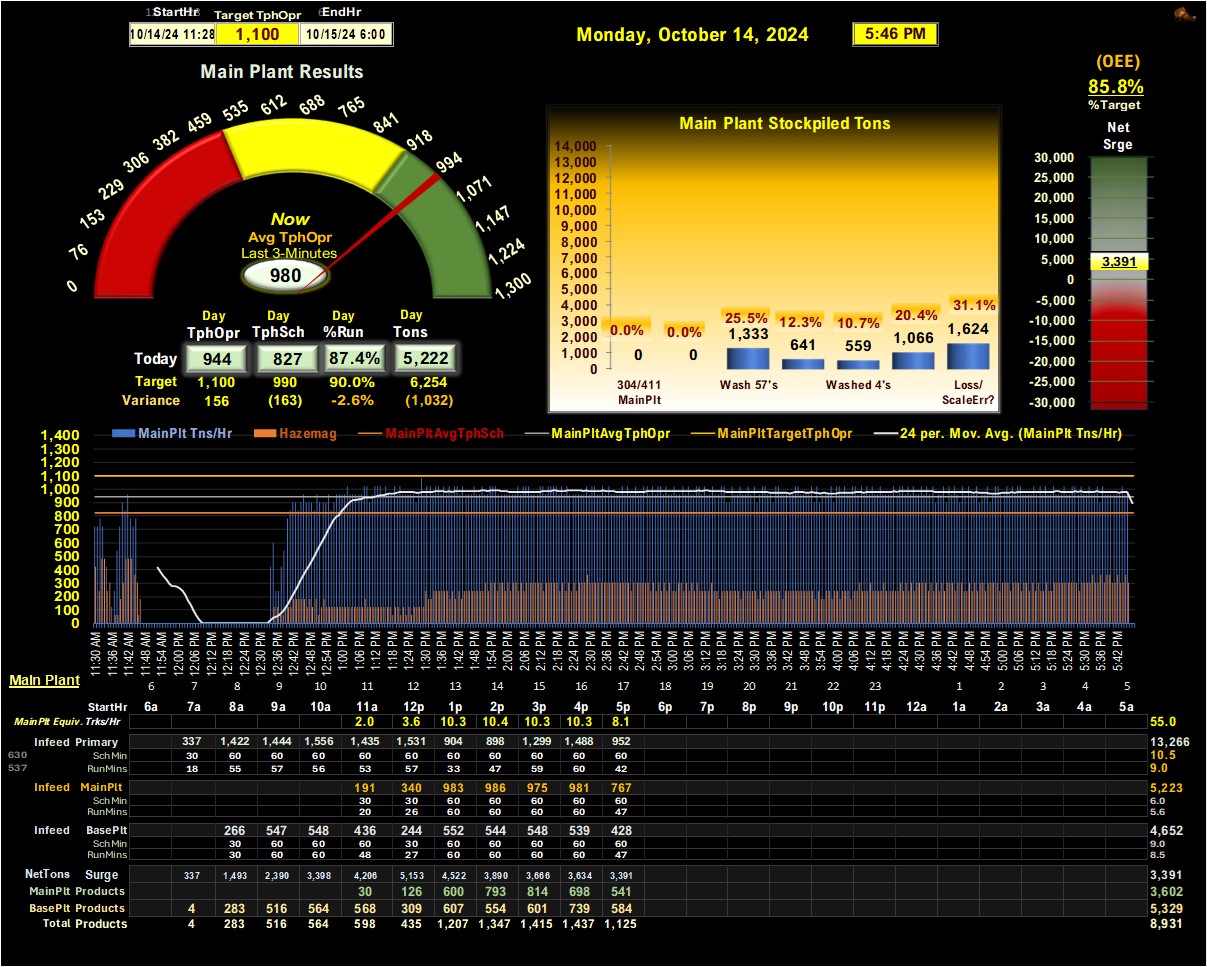 StartHr Target TphOpr EndHr
10/14/24 11:28 1,100 10/15/24 6:00
Monday, October 14, 2024
5:46 PM
(OEE)
85.8%
%Target
Main Plant Results
0 76 153 229 306 382 459 535 612 688 765 841 918 994 1,071 1,147 1,224 1,300
Now
Avg TphOpr
Last 3-Minutes
980
Day Day Day Day
TphOpr TphSch %Run Tons
Today 944 827 87.4% 5,222
Target 1,100 990 90.0% 6,254
Variance 156 (163) -2.6% (1,032)
Main Plant Stockpiled Tons
14,000
13,000
12,000
11,000
10,000
9,000
8,000
7,000
6,000
5,000
4,000
3,000
2,000
1,000
0
0.0% 0.0% 25.5% 12.3% 10.7% 20.4% 31.1%
0 0 1,333 641 559 1,066 1,624
304/411 Wash 57's Washed 4's Loss/
MainPlt ScaleErr?
Net
Srge
30,000
25,000
20,000
15,000
10,000
5,000
0
-5,000
-10,000
-15,000
-20,000
-25,000
-30,000
3,391
MainPlt Tns/Hr Hazemag MainPltAvgTphSch MainPltAvgTphOpr MainPltTargetTphOpr 24 per. Mov. Avg. (MainPlt Tns/Hr)
1,400
1,300
1,200
1,100
1,000
900
800
700
600
500
400
300
200
100
0
11:30 AM 11:36 AM 11:42 AM 11:48 AM 11:54 AM 12:00 PM 12:06 PM 12:12 PM 12:18 PM 12:24 PM 12:30 PM 12:36 PM 12:42 PM 12:48 PM 12:54 PM 1:00 PM 1:06 PM 1:12 PM 1:18 PM 1:24 PM 1:30 PM 1:36 PM 1:42 PM 1:48 PM 1:54 PM 2:00 PM 2:06 PM 2:12 PM 2:18 PM 2:24 PM 2:30 PM 2:36 PM 2:42 PM 2:48 PM 2:54 PM 3:00 PM 3:06 PM 3:12 PM 3:18 PM 3:24 PM 3:30 PM 3:36 PM 3:42 PM 3:48 PM 3:54 PM 4:00 PM 4:06 PM 4:12 PM 4:18 PM 4:24 PM 4:30 PM 4:36 PM 4:42 PM 4:48 PM 4:54 PM 5:00 PM 5:06 PM 5:12 PM 5:18 PM 5:24 PM 5:30 PM 5:36 PM 5:42 PM
Main Plant
6 7 8 9 10 11 12 13 14 15 16 17 18 19 20 21 22 23 1 2 3 4 5
StartHr 6a 7a 8a 9a 10a 11a 12p 1p 2p 3p 4p 5p 6p 7p 8p 9p 10p 11p 12a 1a 2a 3a 4a 5a
MainPlt Equiv. Trks/Hr 2.0 3.6 10.3 10.4 10.3 10.3 8.1 55.0
Infeed Primary 337 1,422 1,444 1,556 1,435 1,531 904 898 1,299 1,488 952 13,266
630 SchMin 30 60 60 60 60 60 60 60 60 60 60 10.5
537 RunMins 18 55 57 56 53 57 33 47 59 60 42 9.0
Infeed MainPlt 191 340 983 986 975 981 767 5,223
SchMin 30 30 60 60 60 60 60 6.0
RunMins 20 26 60 60 60 60 47 5.6
Infeed BasePlt 266 547 548 436 244 552 544 548 539 428 4,652
SchMin 30 60 60 60 30 60 60 60 60 60 9.0
RunMins 30 60 60 48 27 60 60 60 60 47 8.5
NetTons Surge 337 1,493 2,390 3,398 4,206 5,153 4,522 3,890 3,666 3,634 3,391 3,391
MainPlt Products 30 126 600 793 814 698 541 3,602
BasePlt Products 4 283 516 564 568 309 607 554 601 739 584 5,329
Total Products 4 283 516 564 598 435 1,207 1,347 1,415 1,437 1,125 8,931